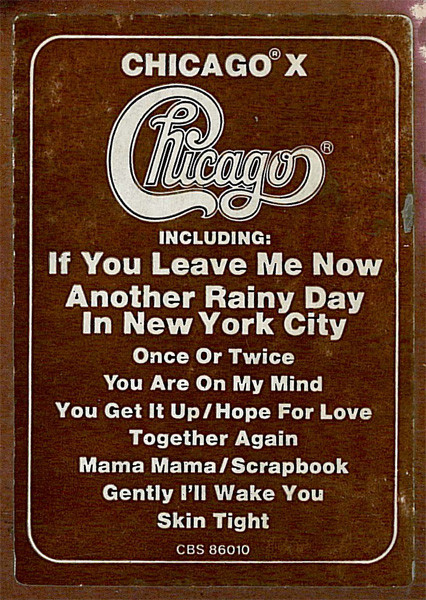 CHICAGO® X
Chicago®
INCLUDING:
If You Leave Me Now
Another Rainy Day
In New York City
Once Or Twice
You Are On My Mind
You Get It Up/Hope For Love
Together Again
Mama Mama/Scrapbook
Gently I'll Wake You
Skin Tight
CBS 86010